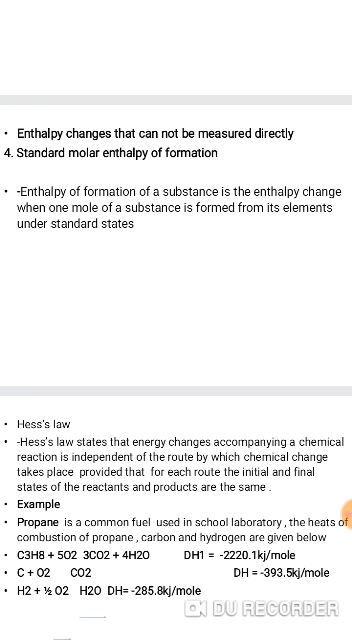 • Enthalpy changes that can not be measured directly
4. Standard molar enthalpy of formation
• -Enthalpy of formation of a substance is the enthalpy change
when one mole of a substance is formed from its elements
under standard states
• Hess's law
• -Hess's law states that energy changes accompanying a chemical
reaction is independent of the route by which chemical change
takes place provided that for each route the initial and final
states of the reactants and products are the same .
• Example
• Propane is a common fuel used in school laboratory , the heats of
combustion of propane , carbon and hydrogen are given below
• C3H8 + 5O2 3CO2 + 4H2O DH1 = -2220.1kj/mole
• C + O2 CO2 DH = -393.5kj/mole
• H2 + ½ O2 H2O DH= -285.8kj/mole
DU RECORDER